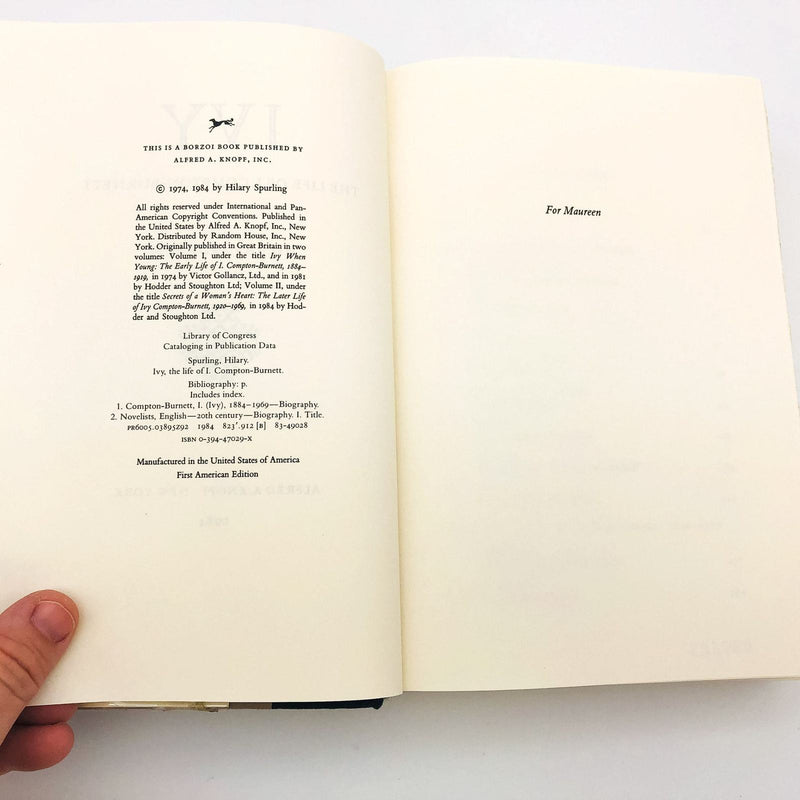 THIS IS A BORZOI BOOK PUBLISHED BY
ALFRED A. KNOPF, INC.
© 1974, 1984 by Hilary Spurling
All rights reserved under International and Pan-
American Copyright Conventions. Published in
the United States by Alfred A. Knopf, Inc., New
York. Distributed by Random House, Inc., New
York. Originally published in Great Britain in two
volumes: Volume I, under the title Ivy When
Young: The Early Life of I. Compton-Burnett, 1884–
1919, in 1974 by Victor Gollancz, Ltd., and in 1981
by Hodder and Stoughton Ltd; Volume II, under
the title Secrets of a Woman's Heart: The Later Life
of Ivy Compton-Burnett, 1920–1969, in 1984 by Hod-
der and Stoughton Ltd.
Library of Congress
Cataloging in Publication Data
Spurling, Hilary.
Ivy, the life of I. Compton-Burnett.
Bibliography: p.
Includes index.
1. Compton-Burnett, I. (Ivy), 1884–1969—Biography.
2. Novelists, English—20th century—Biography. I. Title.
PR6005.O3895Z92 1984 823'.912 [B] 83-49028
ISBN 0-394-47029-X
Manufactured in the United States of America
First American Edition
For Maureen